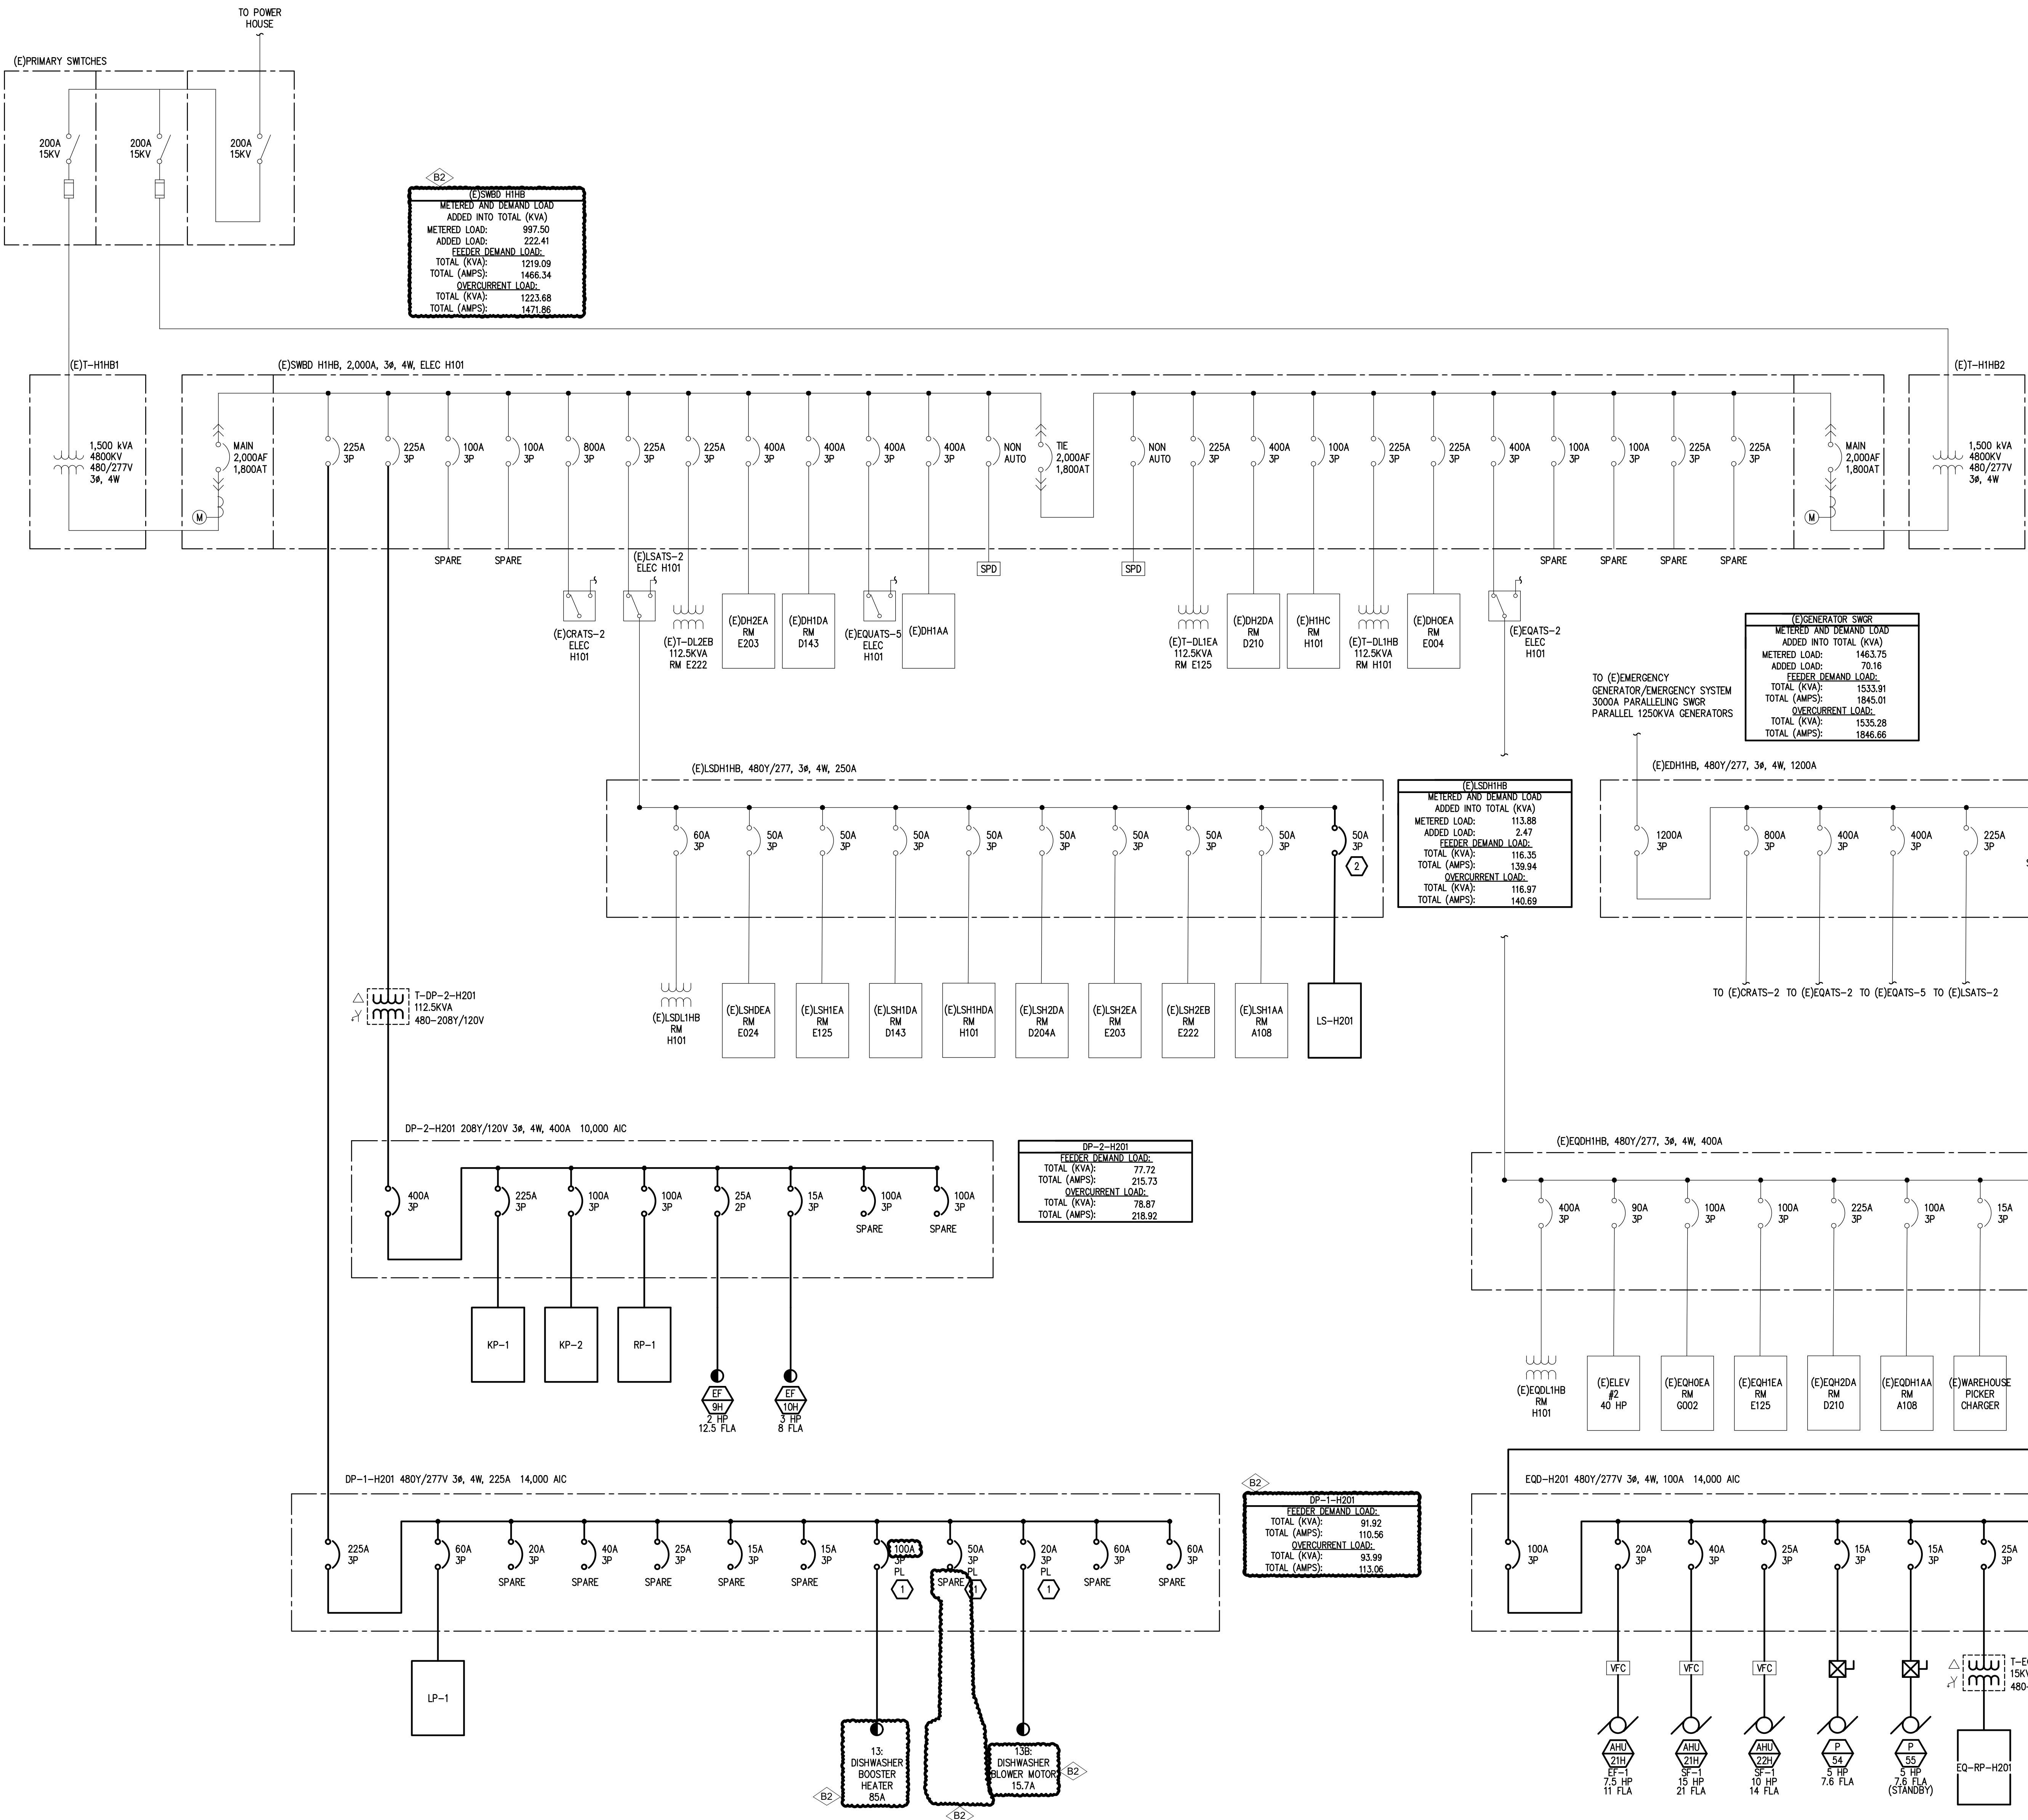 TO POWER
HOUSE
(E)PRIMARY SWITCHES
200A
15KV
200A
15KV
200A
15KV
B2
(E)SWBD H1HB
METERED AND DEMAND LOAD
ADDED INTO TOTAL (KVA)
METERED LOAD: 997.50
ADDED LOAD: 222.41
FEEDER DEMAND LOAD:
TOTAL (KVA): 1219.09
TOTAL (AMPS): 1466.34
OVERCURRENT LOAD:
TOTAL (KVA): 1223.68
TOTAL (AMPS): 1471.86
(E)T-H1HB1
1,500 kVA
4800KV
480/277V
3ø, 4W
(E)SWBD H1HB, 2,000A, 3ø, 4W, ELEC H101
MAIN
2,000AF
1,800AT
M
225A
3P
225A
3P
100A
3P
SPARE
100A
3P
SPARE
800A
3P
225A
3P
225A
3P
400A
3P
400A
3P
400A
3P
400A
3P
NON
AUTO
SPD
TIE
2,000AF
1,800AT
NON
AUTO
SPD
225A
3P
400A
3P
400A
3P
225A
3P
225A
3P
400A
3P
100A
3P
SPARE
100A
3P
SPARE
225A
3P
SPARE
225A
3P
SPARE
MAIN
2,000AF
1,800AT
M
(E)T-H1HB2
1,500 kVA
4800KV
480/277V
3ø, 4W
(E)CRATS-2
ELEC
H101
(E)LSATS-2
ELEC H101
(E)T-DL2EB
112.5KVA
RM E222
(E)DH2EA
RM
E203
(E)DH1DA
RM
D143
(E)EQUATS-5
ELEC
H101
(E)DH1AA
(E)T-DL1EA
112.5KVA
RM E125
(E)DH2DA
RM
D210
(E)H1HC
RM
H101
(E)T-DL1HB
112.5KVA
RM H101
(E)DH0EA
RM
E004
(E)EQATS-2
ELEC
H101
TO (E)EMERGENCY
GENERATOR/EMERGENCY SYSTEM
3000A PARALLELING SWGR
PARALLEL 1250KVA GENERATORS
(E)GENERATOR SWGR
METERED AND DEMAND LOAD
ADDED INTO TOTAL (KVA)
METERED LOAD: 1463.75
ADDED LOAD: 70.16
FEEDER DEMAND LOAD:
TOTAL (KVA): 1533.91
TOTAL (AMPS): 1845.01
OVERCURRENT LOAD:
TOTAL (KVA): 1535.28
TOTAL (AMPS): 1846.66
(E)LSDH1HB, 480Y/277, 3ø, 4W, 250A
60A
3P
50A
3P
50A
3P
50A
3P
50A
3P
50A
3P
50A
3P
50A
3P
50A
3P
50A
3P
2
(E)LSDH1HB
METERED AND DEMAND LOAD
ADDED INTO TOTAL (KVA)
METERED LOAD: 113.88
ADDED LOAD: 2.47
FEEDER DEMAND LOAD:
TOTAL (KVA): 116.35
TOTAL (AMPS): 139.94
OVERCURRENT LOAD:
TOTAL (KVA): 116.97
TOTAL (AMPS): 140.69
(E)EDH1HB, 480Y/277, 3ø, 4W, 1200A
1200A
3P
800A
3P
400A
3P
400A
3P
225A
3P
TO (E)CRATS-2 TO (E)EQATS-2 TO (E)EQATS-5 TO (E)LSATS-2
(E)LSDL1HB
RM
H101
(E)LSHDEA
RM
E024
(E)LSH1EA
RM
E125
(E)LSH1DA
RM
D143
(E)LSH1HDA
RM
H101
(E)LSH2DA
RM
D204A
(E)LSH2EA
RM
E203
(E)LSH2EB
RM
E222
(E)LSH1AA
RM
A108
LS-H201
T-DP-2-H201
112.5KVA
480-208Y/120V
DP-2-H201 208Y/120V 3ø, 4W, 400A 10,000 AIC
400A
3P
225A
3P
100A
3P
100A
3P
25A
2P
15A
3P
100A
3P
SPARE
100A
3P
SPARE
DP-2-H201
FEEDER DEMAND LOAD:
TOTAL (KVA): 77.72
TOTAL (AMPS): 215.73
OVERCURRENT LOAD:
TOTAL (KVA): 78.87
TOTAL (AMPS): 218.92
KP-1
KP-2
RP-1
EF
9H
2 HP
12.5 FLA
EF
10H
3 HP
8 FLA
(E)EQDH1HB, 480Y/277, 3ø, 4W, 400A
400A
3P
90A
3P
100A
3P
100A
3P
225A
3P
100A
3P
15A
3P
(E)EQDL1HB
RM
H101
(E)ELEV
#2
40 HP
(E)EQH0EA
RM
G002
(E)EQH1EA
RM
E125
(E)EQH2DA
RM
D210
(E)EQDH1AA
RM
A108
(E)WAREHOUSE
PICKER
CHARGER
DP-1-H201 480Y/277V 3ø, 4W, 225A 14,000 AIC
225A
3P
60A
3P
20A
3P
SPARE
40A
3P
SPARE
25A
3P
SPARE
15A
3P
SPARE
15A
3P
SPARE
100A
3P
PL
1
50A
3P
PL
SPARE
1
20A
3P
PL
1
60A
3P
SPARE
60A
3P
SPARE
LP-1
13:
DISHWASHER
BOOSTER
HEATER
85A
B2
B2
13B:
DISHWASHER
BLOWER MOTOR
15.7A
B2
B2
DP-1-H201
FEEDER DEMAND LOAD:
TOTAL (KVA): 91.92
TOTAL (AMPS): 110.56
OVERCURRENT LOAD:
TOTAL (KVA): 93.99
TOTAL (AMPS): 113.06
EQD-H201 480Y/277V 3ø, 4W, 100A 14,000 AIC
100A
3P
20A
3P
40A
3P
25A
3P
15A
3P
15A
3P
25A
3P
VFC
VFC
VFC
AHU
21H
EF-1
7.5 HP
11 FLA
AHU
21H
SF-1
15 HP
21 FLA
AHU
22H
SF-1
10 HP
14 FLA
P
54
5 HP
7.6 FLA
P
55
5 HP
7.6 FLA
(STANDBY)
15K
480-
EQ-RP-H201